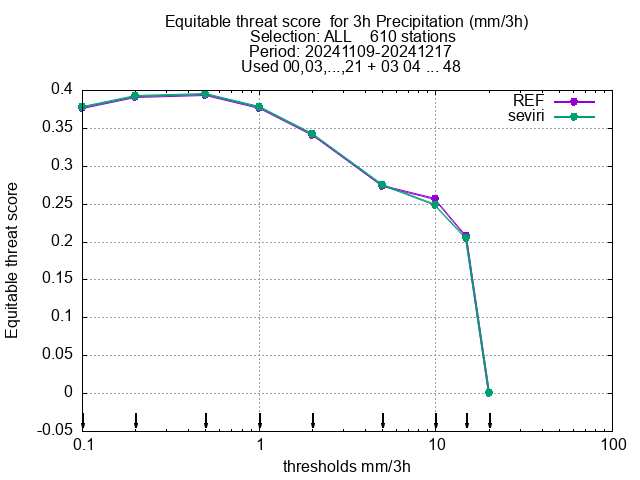 Equitable threat score  for 3h Precipitation (mm/3h)
Selection: ALL    610 stations
Period: 20241109-20241217
Used 00,03,...,21 + 03 04 ... 48
REF
seviri
0.4
0.35
0.3
0.25
0.2
0.15
0.1
0.05
0
-0.05
Equitable threat score
0.1 1 10 100
thresholds mm/3h